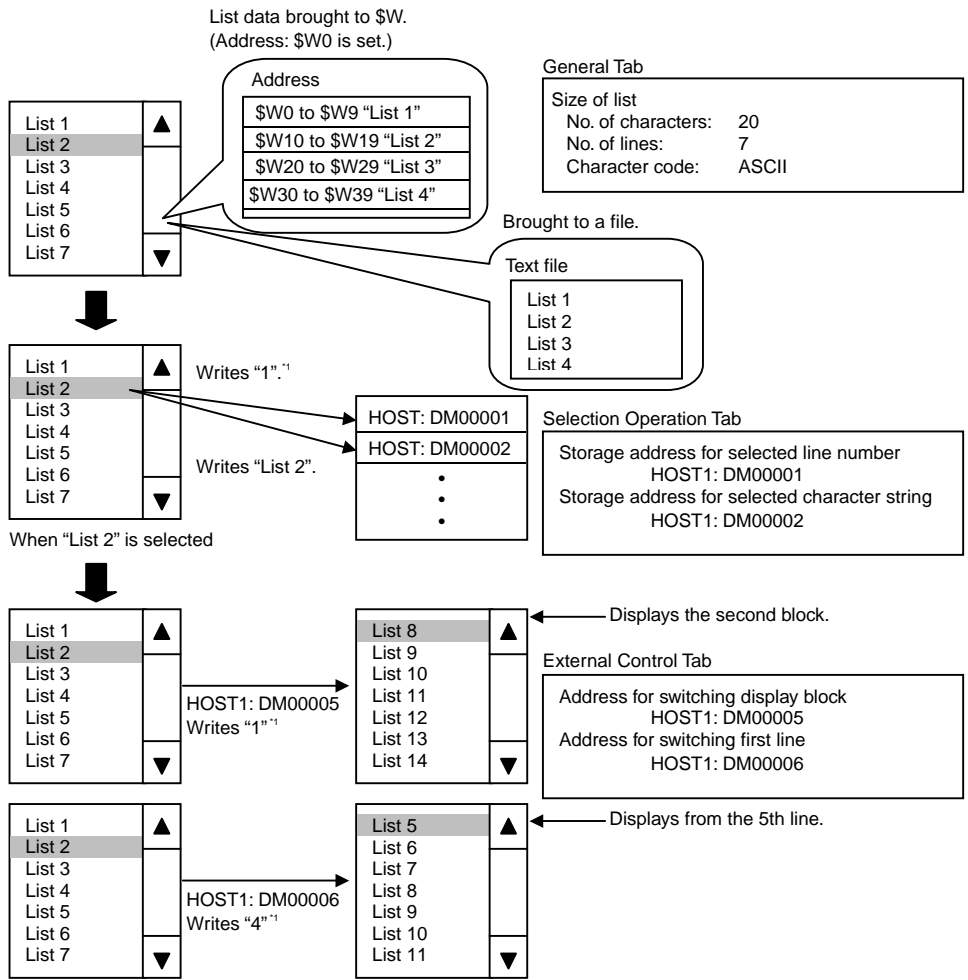 List data brought to $W.
(Address: $W0 is set.)
Address
$W0 to $W9 “List 1”
$W10 to $W19 “List 2”
$W20 to $W29 “List 3”
$W30 to $W39 “List 4”
General Tab
Size of list
No. of characters: 20
No. of lines: 7
Character code: ASCII
List 1
List 2
List 3
List 4
List 5
List 6
List 7
Brought to a file.
Text file
List 1
List 2
List 3
List 4
List 1
List 2
List 3
List 4
List 5
List 6
List 7
Writes “1”.*1
Writes “List 2”.
HOST: DM00001
HOST: DM00002
When “List 2” is selected
Selection Operation Tab
Storage address for selected line number
HOST1: DM00001
Storage address for selected character string
HOST1: DM00002
List 1
List 2
List 3
List 4
List 5
List 6
List 7
HOST1: DM00005
Writes “1”*1
List 8
List 9
List 10
List 11
List 12
List 13
List 14
Displays the second block.
External Control Tab
Address for switching display block
HOST1: DM00005
Address for switching first line
HOST1: DM00006
List 1
List 2
List 3
List 4
List 5
List 6
List 7
HOST1: DM00006
Writes “4”*1
List 5
List 6
List 7
List 8
List 9
List 10
List 11
Displays from the 5th line.